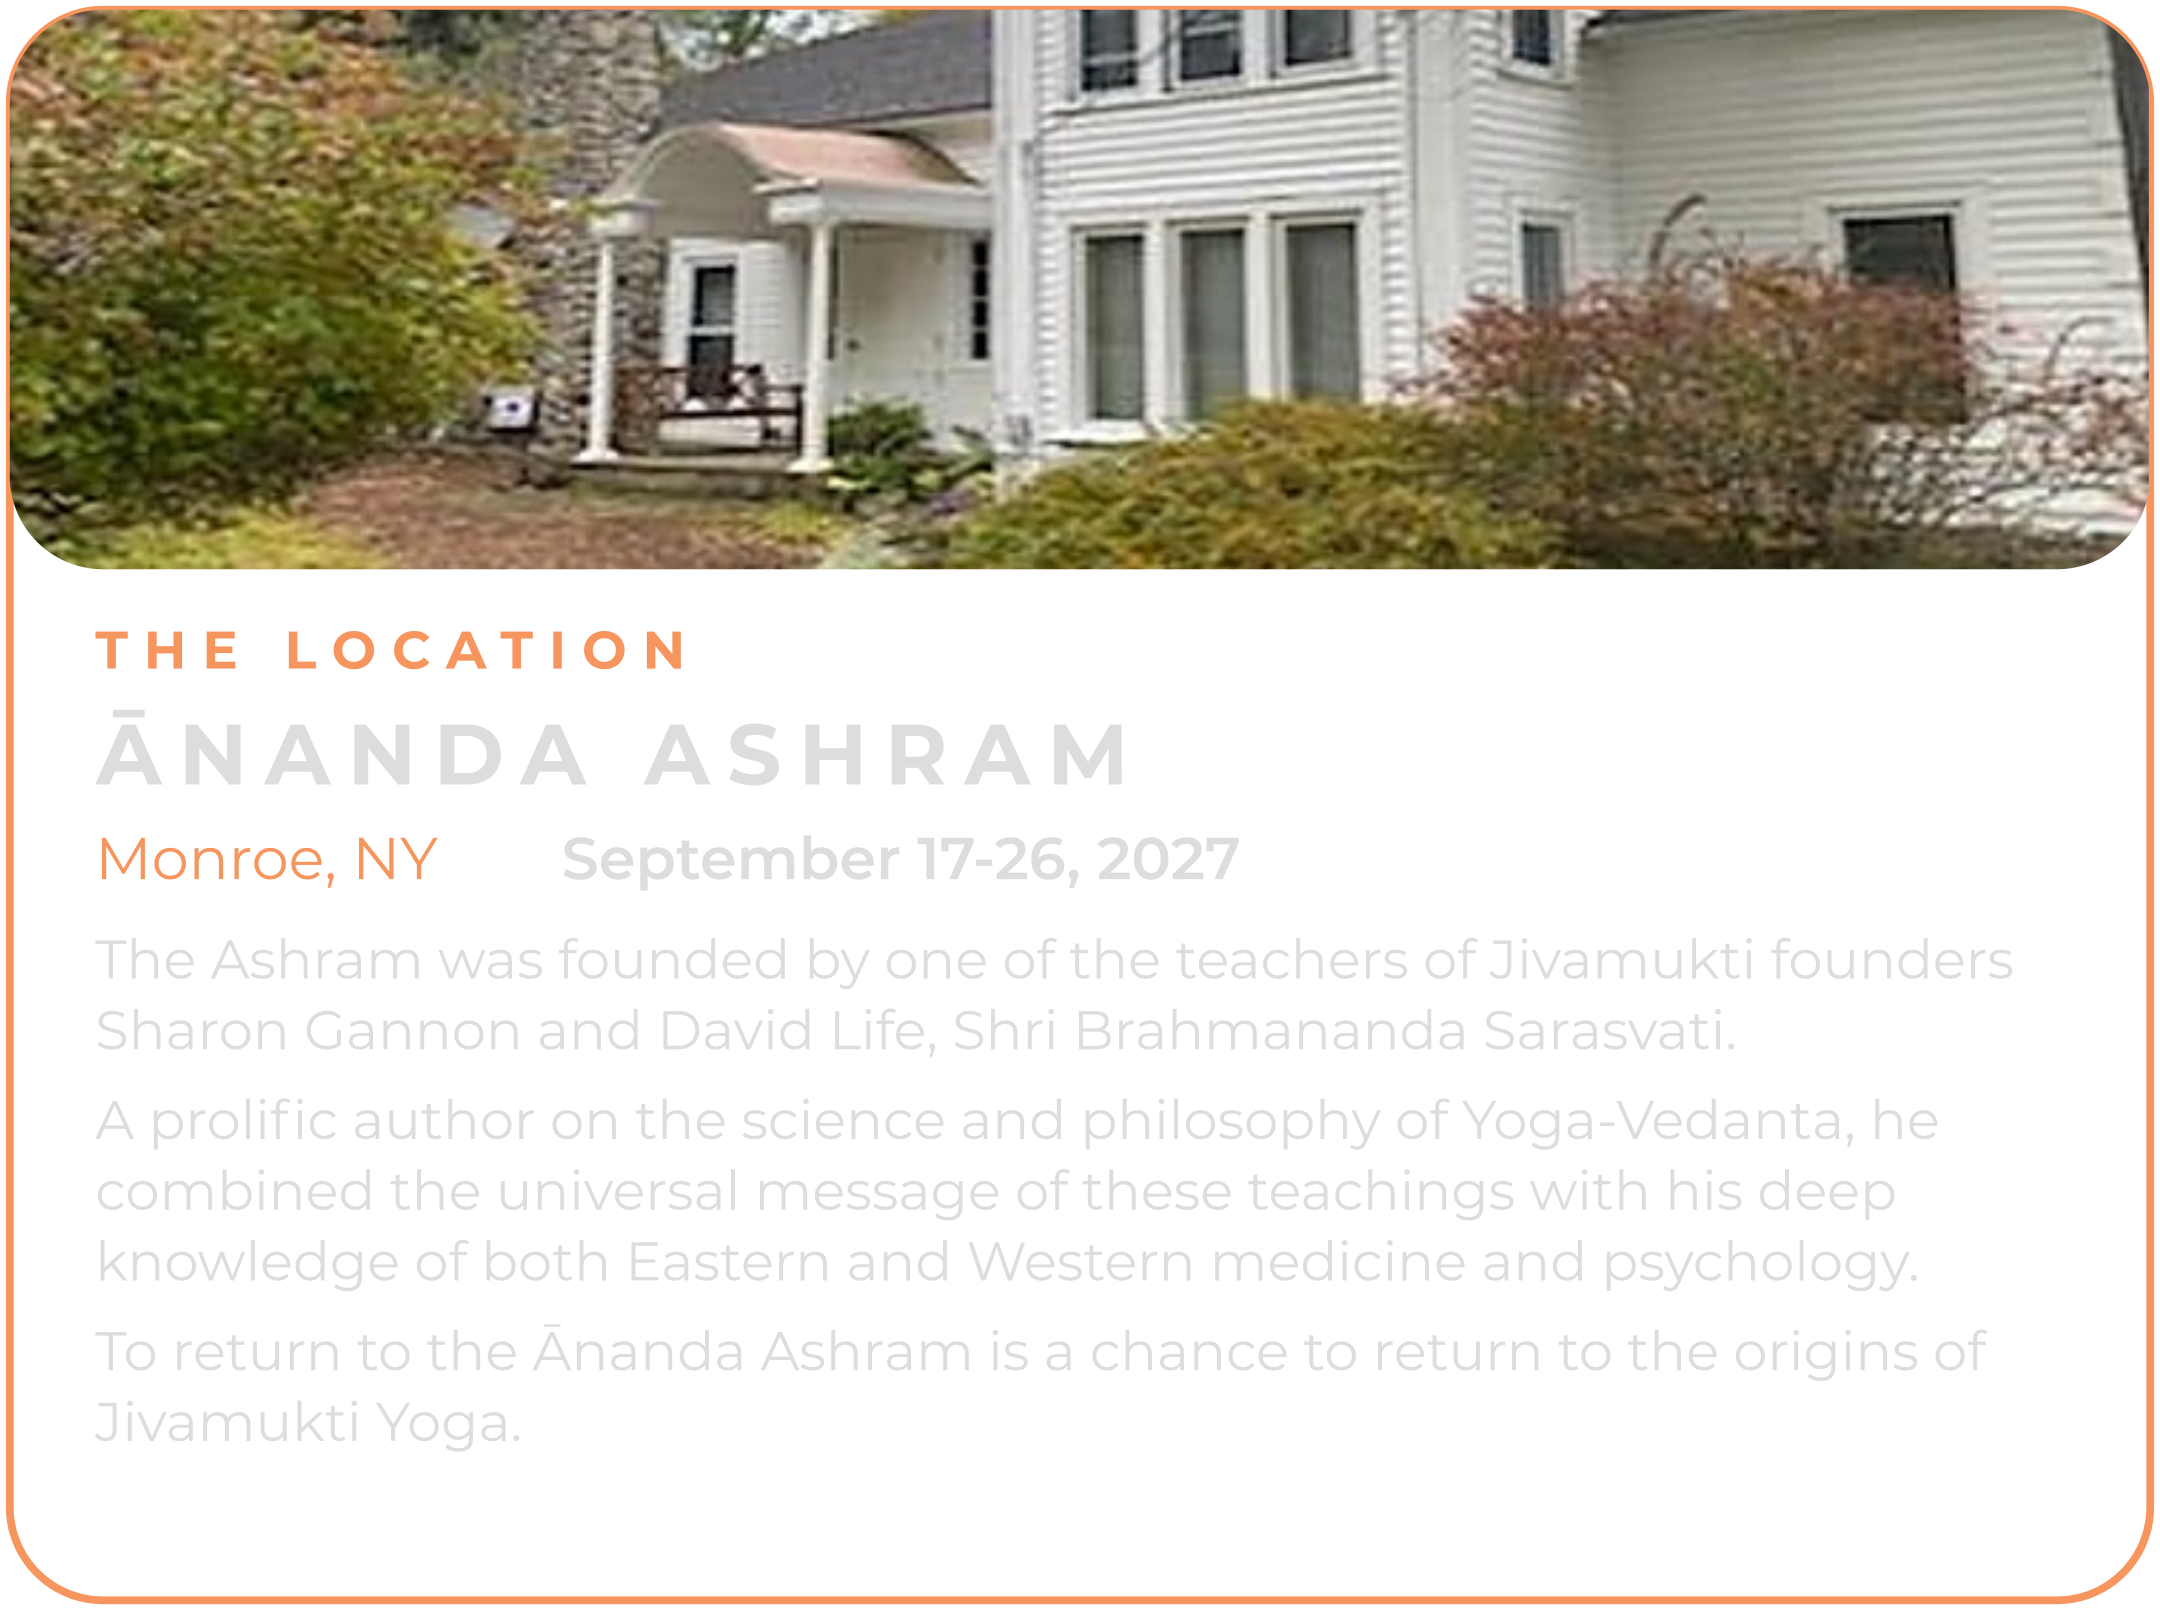 THE LOCATION
ĀNANDA ASHRAM
Monroe, NY September 17-26, 2027
The Ashram was founded by one of the teachers of Jivamukti founders
Sharon Gannon and David Life, Shri Brahmananda Sarasvati.
A prolific author on the science and philosophy of Yoga-Vedanta, he
combined the universal message of these teachings with his deep
knowledge of both Eastern and Western medicine and psychology.
To return to the Ānanda Ashram is a chance to return to the origins of
Jivamukti Yoga.